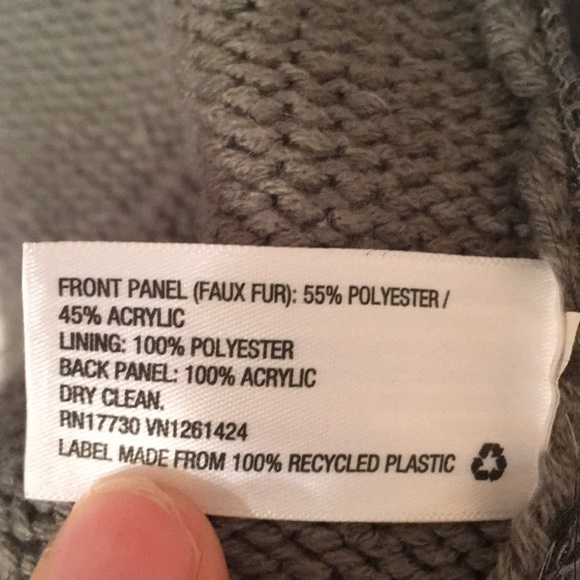 FRONT PANEL (FAUX FUR): 55% POLYESTER /
45% ACRYLIC
LINING: 100% POLYESTER
BACK PANEL: 100% ACRYLIC
DRY CLEAN.
RN17730 VN1261424
LABEL MADE FROM 100% RECYCLED PLASTIC